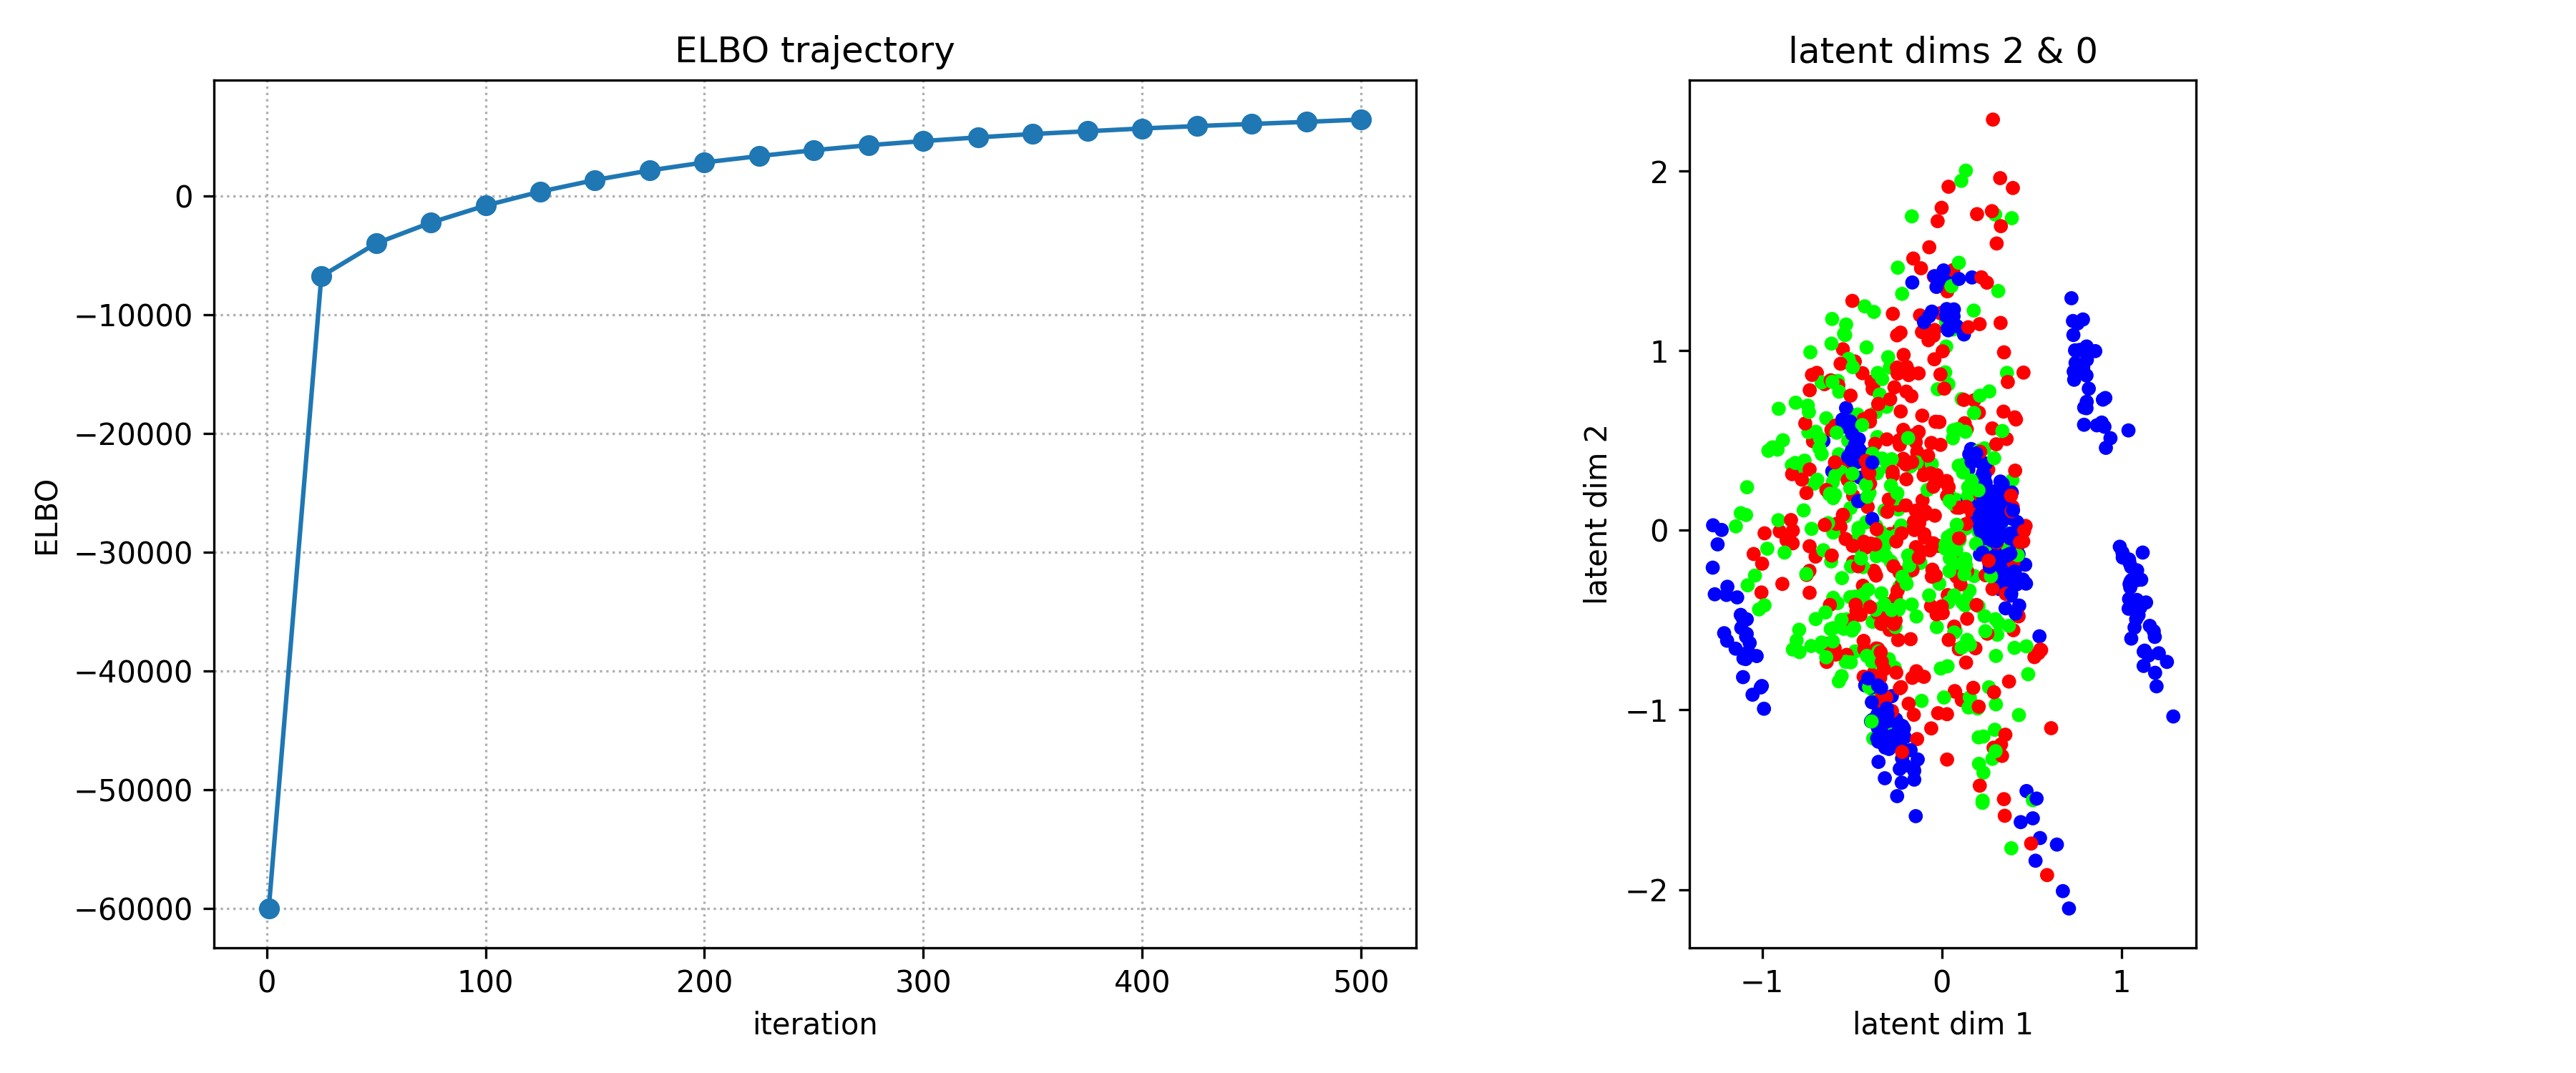 ELBO trajectory
ELBO
0
−10000
−20000
−30000
−40000
−50000
−60000
0 100 200 300 400 500
iteration
latent dims 2 & 0
latent dim 2
2
1
0
−1
−2
−1 0 1
latent dim 1